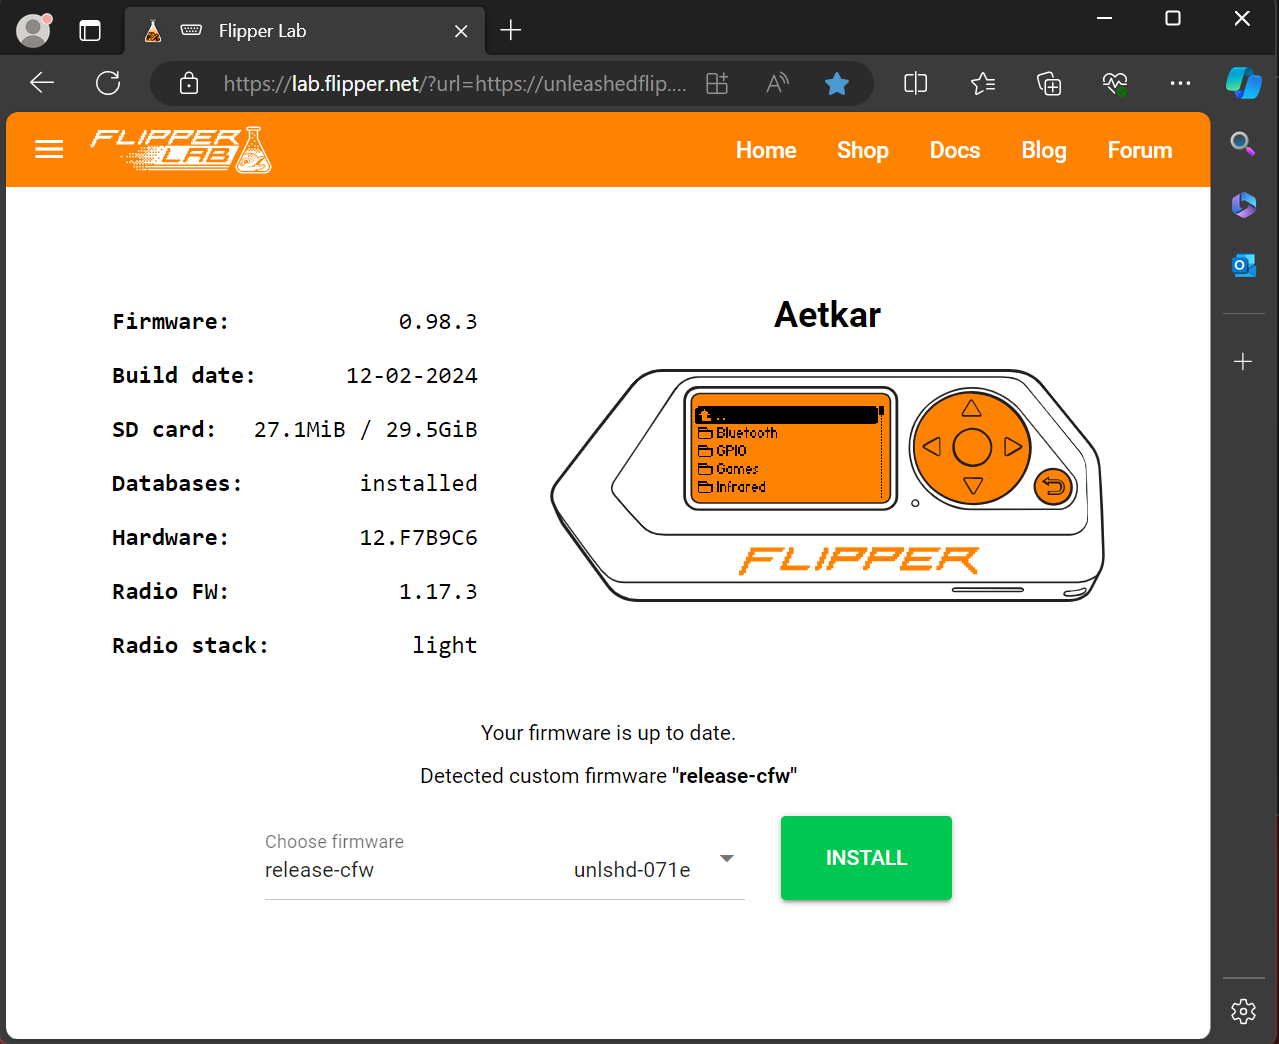 Flipper Lab
https://lab.flipper.net/?url=https://unleashedflip....
FLIPPER LAB
Home Shop Docs Blog Forum
Firmware: 0.98.3
Build date: 12-02-2024
SD card: 27.1MiB / 29.5GiB
Databases: installed
Hardware: 12.F7B9C6
Radio FW: 1.17.3
Radio stack: light
Aetkar
..
Bluetooth
GPIO
Games
Infrared
FLIPPER
Your firmware is up to date.
Detected custom firmware "release-cfw"
Choose firmware
release-cfw unlshd-071e
INSTALL